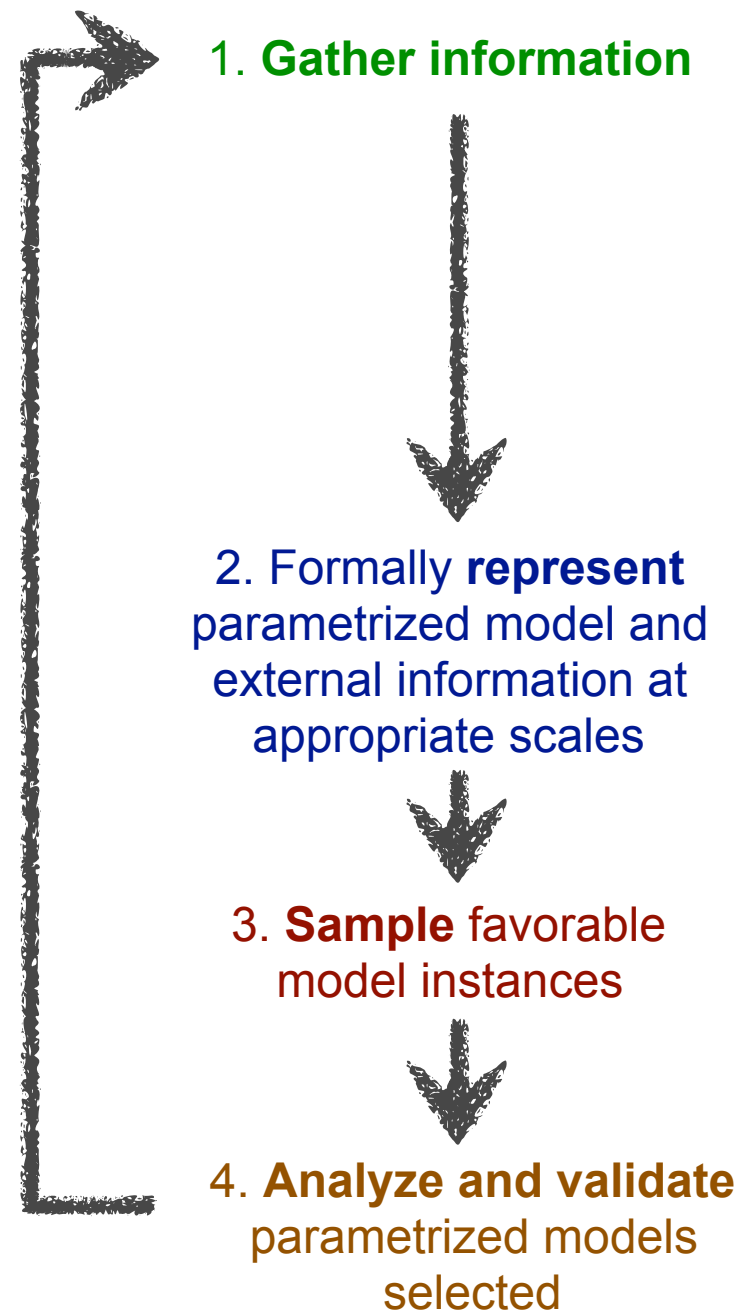 1. Gather information
2. Formally represent
parametrized model and
external information at
appropriate scales
3. Sample favorable
model instances
4. Analyze and validate
parametrized models
selected